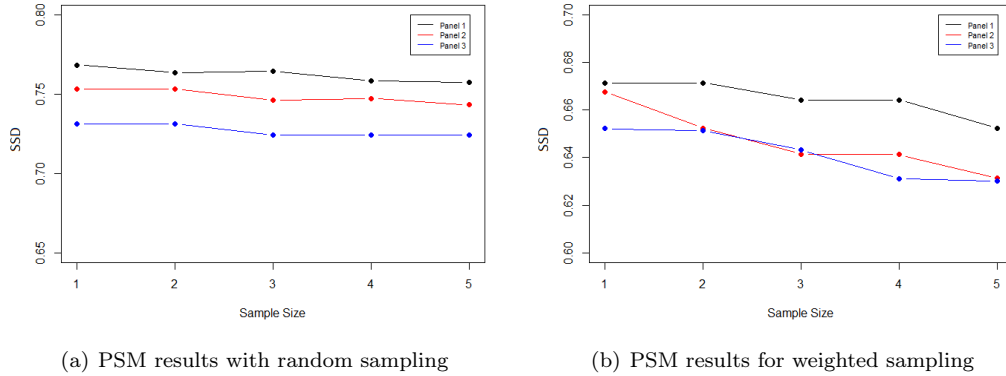 0.80
0.75
0.70
0.65
SSD
Panel 1
Panel 2
Panel 3
1 2 3 4 5
Sample Size
(a) PSM results with random sampling
0.70
0.68
0.66
0.64
0.62
0.60
SSD
Panel 1
Panel 2
Panel 3
1 2 3 4 5
Sample Size
(b) PSM results for weighted sampling